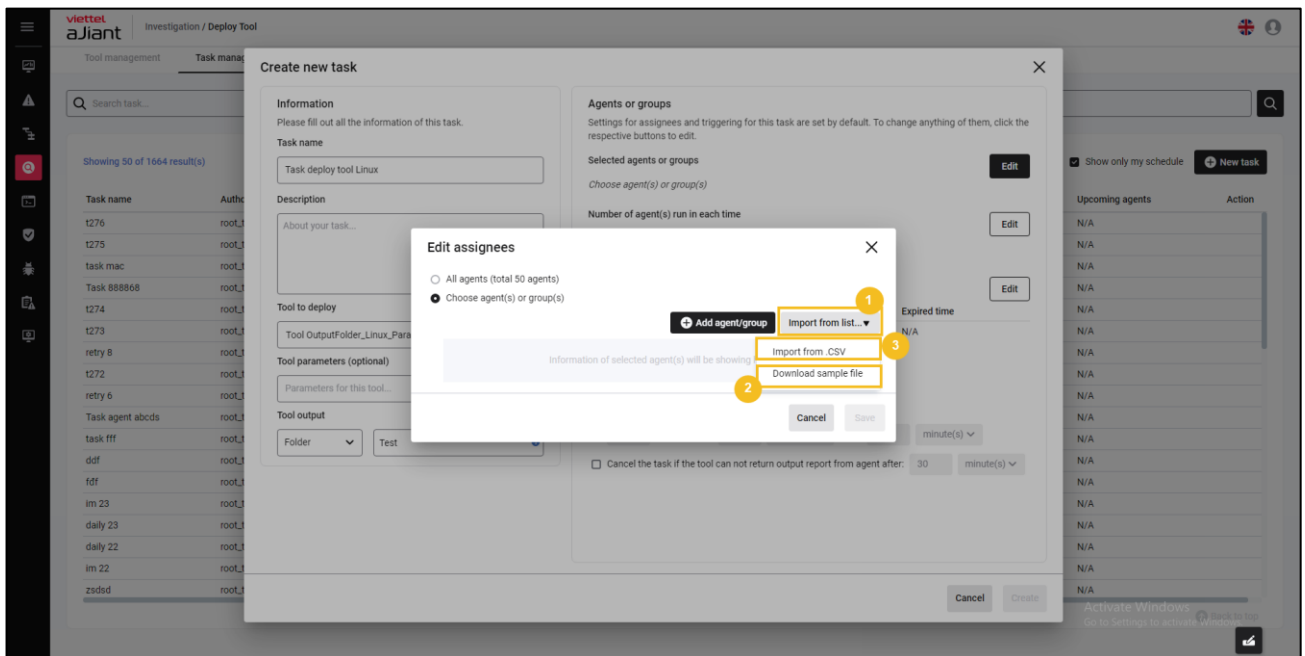 viettel
aJiant
Investigation / Deploy Tool
Tool management
Task manag
Search task...
Showing 50 of 1664 result(s)
Show only my schedule
New task
Task name
Autho
Upcoming agents
Action
t276
root_t
N/A
t275
root_t
N/A
task mac
root_t
N/A
Task 888868
root_t
N/A
t274
root_t
N/A
t273
root_t
N/A
retry 8
root_t
N/A
t272
root_t
N/A
retry 6
root_t
N/A
Task agent abcds
root_t
N/A
task fff
root_t
N/A
ddf
root_t
N/A
fdf
root_t
N/A
im 23
root_t
N/A
daily 23
root_t
N/A
daily 22
root_t
N/A
im 22
root_t
N/A
zsdsd
root_t
N/A
Create new task
Information
Please fill out all the information of this task.
Task name
Task deploy tool Linux
Description
About your task...
Tool to deploy
Tool OutputFolder_Linux_Para
Tool parameters (optional)
Parameters for this tool...
Tool output
Folder
Test
Agents or groups
Settings for assignees and triggering for this task are set by default. To change anything of them, click the
respective buttons to edit.
Selected agents or groups
Edit
Choose agent(s) or group(s)
Number of agent(s) run in each time
Edit
Edit
Expired time
N/A
minute(s)
Cancel the task if the tool can not return output report from agent after: 30 minute(s)
Cancel
Create
Edit assignees
All agents (total 50 agents)
Choose agent(s) or group(s)
1
Add agent/group
Import from list...
Information of selected agent(s) will be showing
Import from .CSV
3
Download sample file
2
Cancel
Save
Activate Windows
Go to Settings to activate Windows.
Back to top